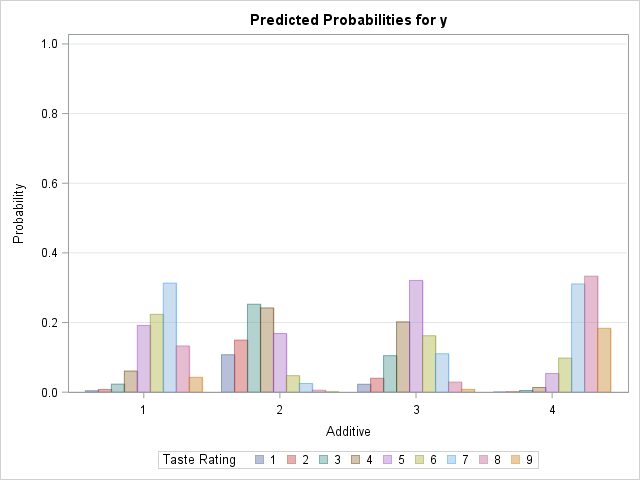 Predicted Probabilities for y
1.0
0.8
0.6
0.4
0.2
0.0
Probability
1 2 3 4
Additive
Taste Rating 1 2 3 4 5 6 7 8 9